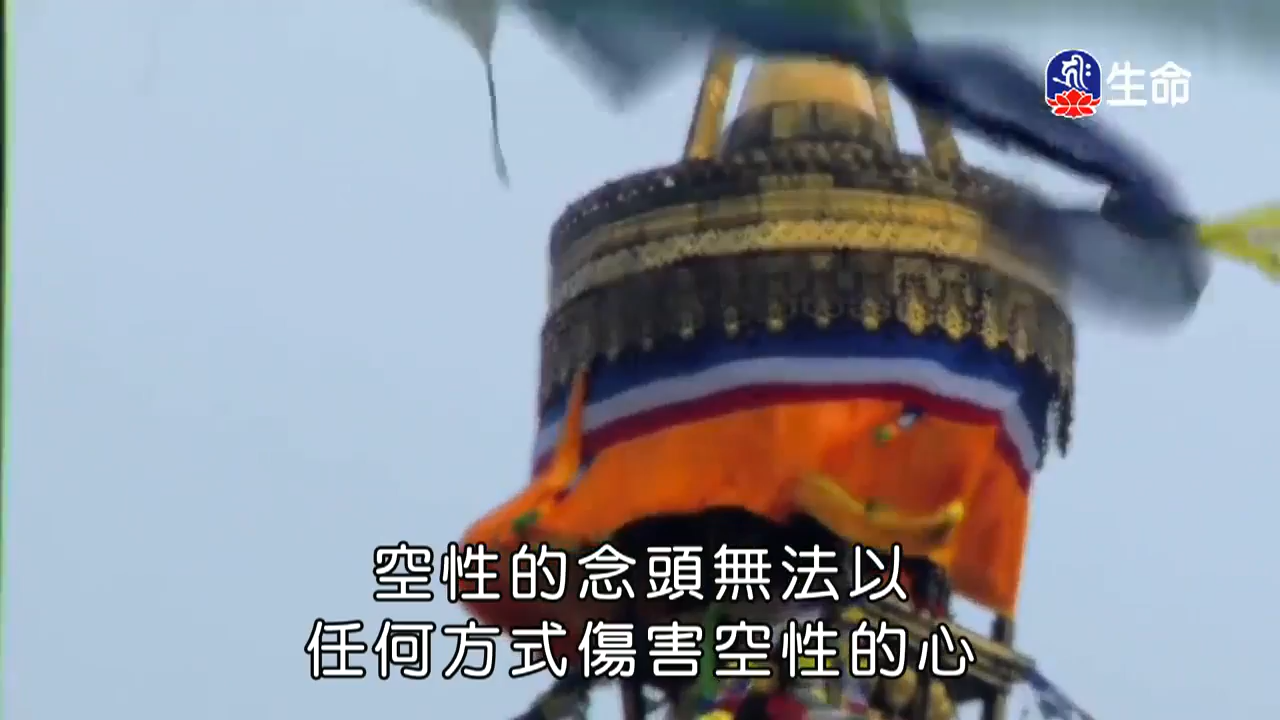 生命
空性的念頭無法以
任何方式傷害空性的心